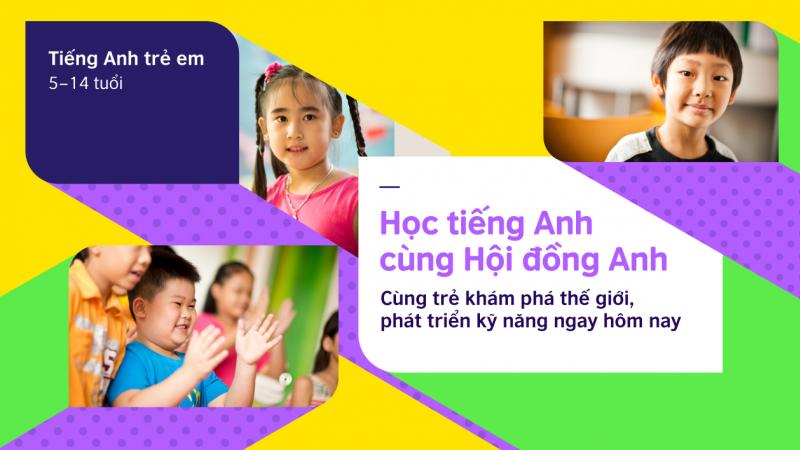 Tiếng Anh trẻ em
5–14 tuổi
Học tiếng Anh
cùng Hội đồng Anh
Cùng trẻ khám phá thế giới,
phát triển kỹ năng ngay hôm nay